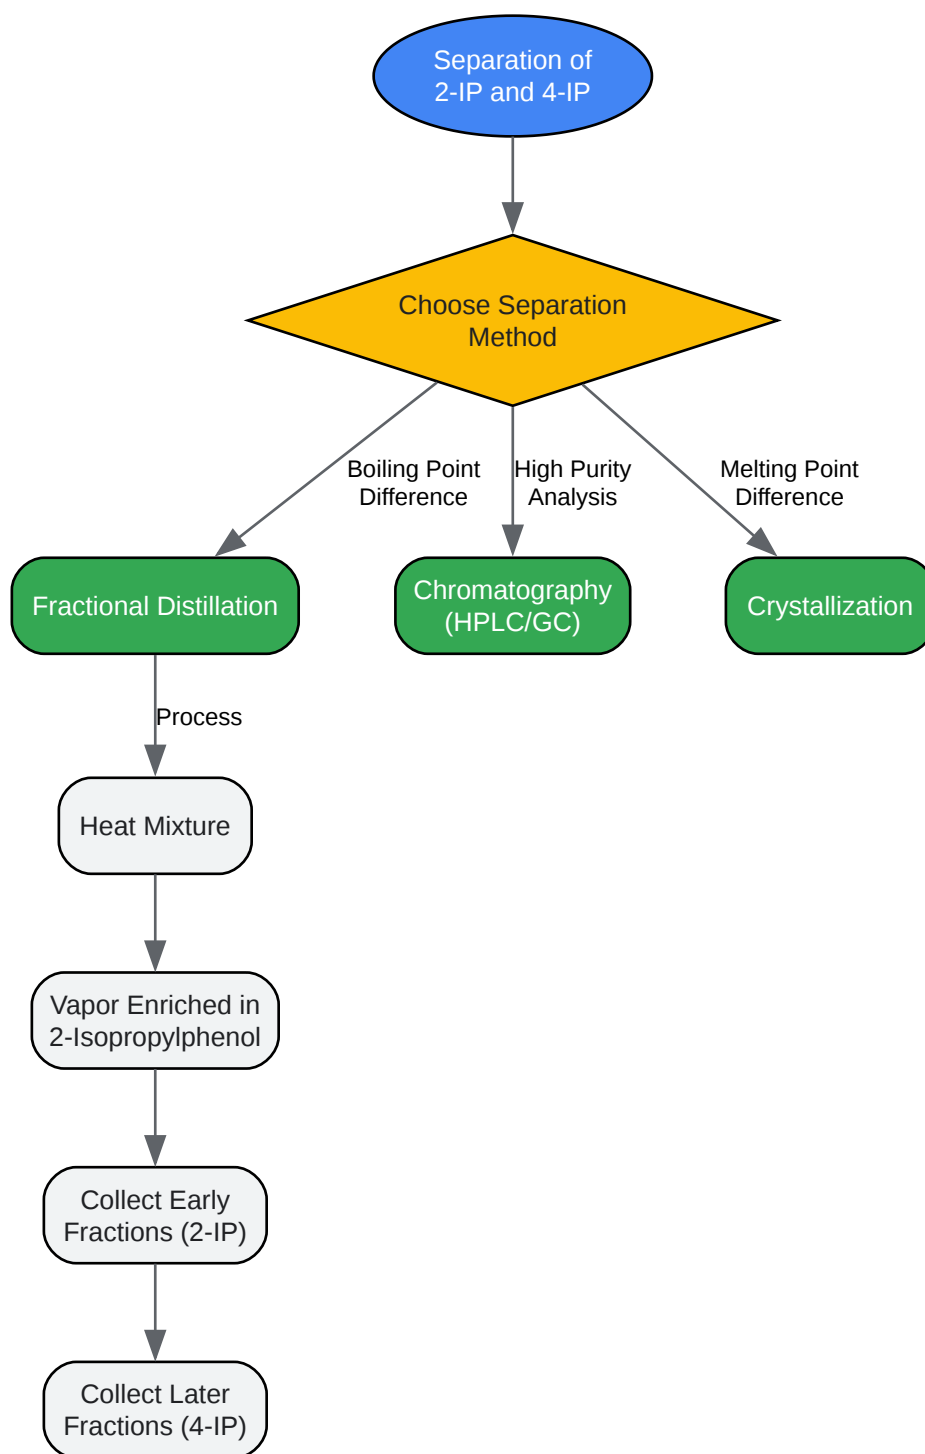 Separation of
2-IP and 4-IP
Choose Separation
Method
Boiling Point
Difference
High Purity
Analysis
Melting Point
Difference
Fractional Distillation
Chromatography
(HPLC/GC)
Crystallization
Process
Heat Mixture
Vapor Enriched in
2-Isopropylphenol
Collect Early
Fractions (2-IP)
Collect Later
Fractions (4-IP)